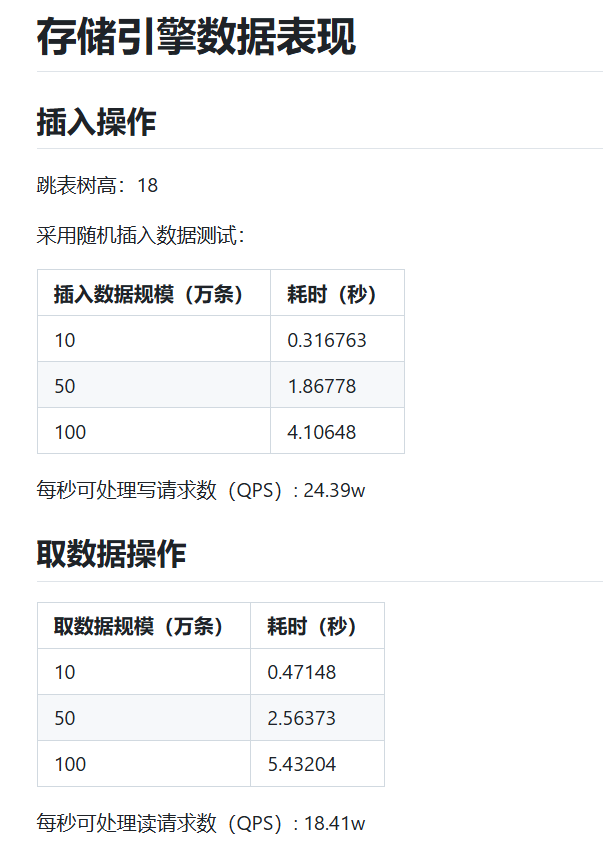 存储引擎数据表现
插入操作
跳表树高：18
采用随机插入数据测试：
插入数据规模（万条） 耗时（秒）
10 0.316763
50 1.86778
100 4.10648
每秒可处理写请求数（QPS）: 24.39w
取数据操作
取数据规模（万条） 耗时（秒）
10 0.47148
50 2.56373
100 5.43204
每秒可处理读请求数（QPS）: 18.41w